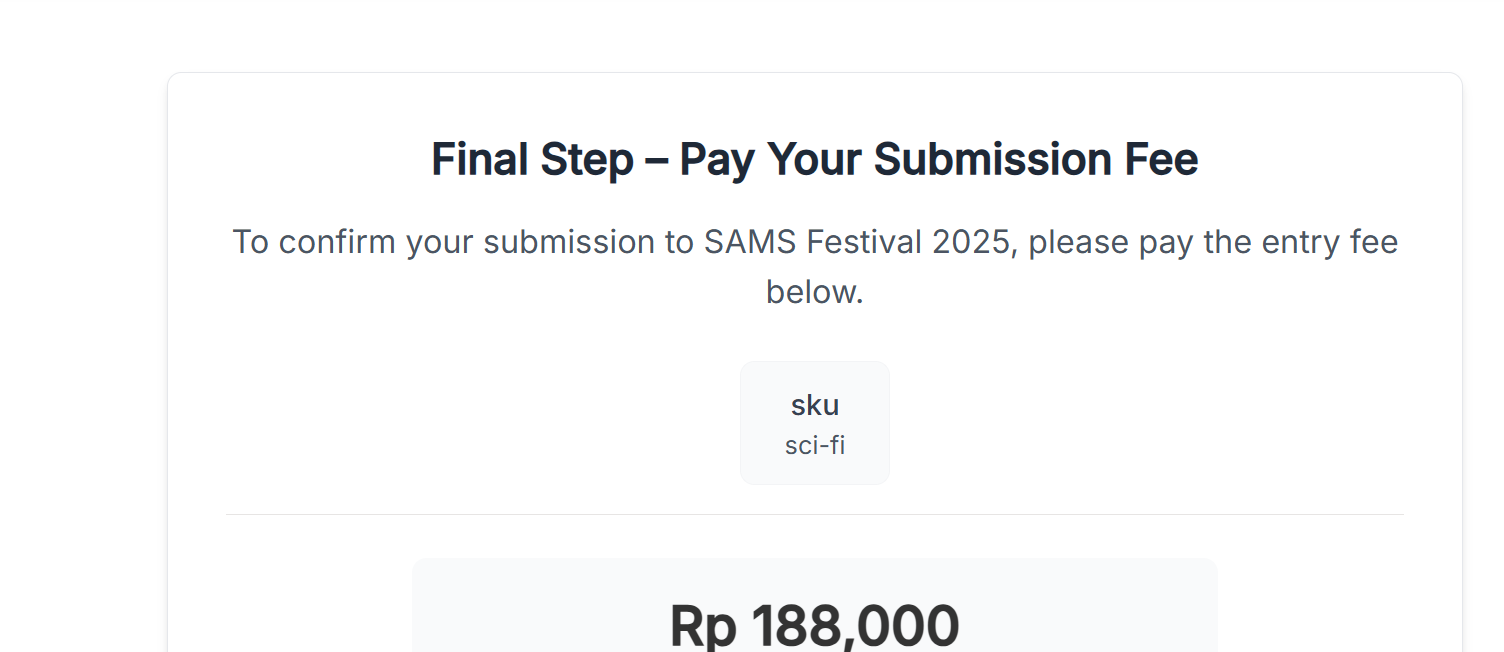 Final Step – Pay Your Submission Fee
To confirm your submission to SAMS Festival 2025, please pay the entry fee
below.
sku
sci-fi
Rp 188,000